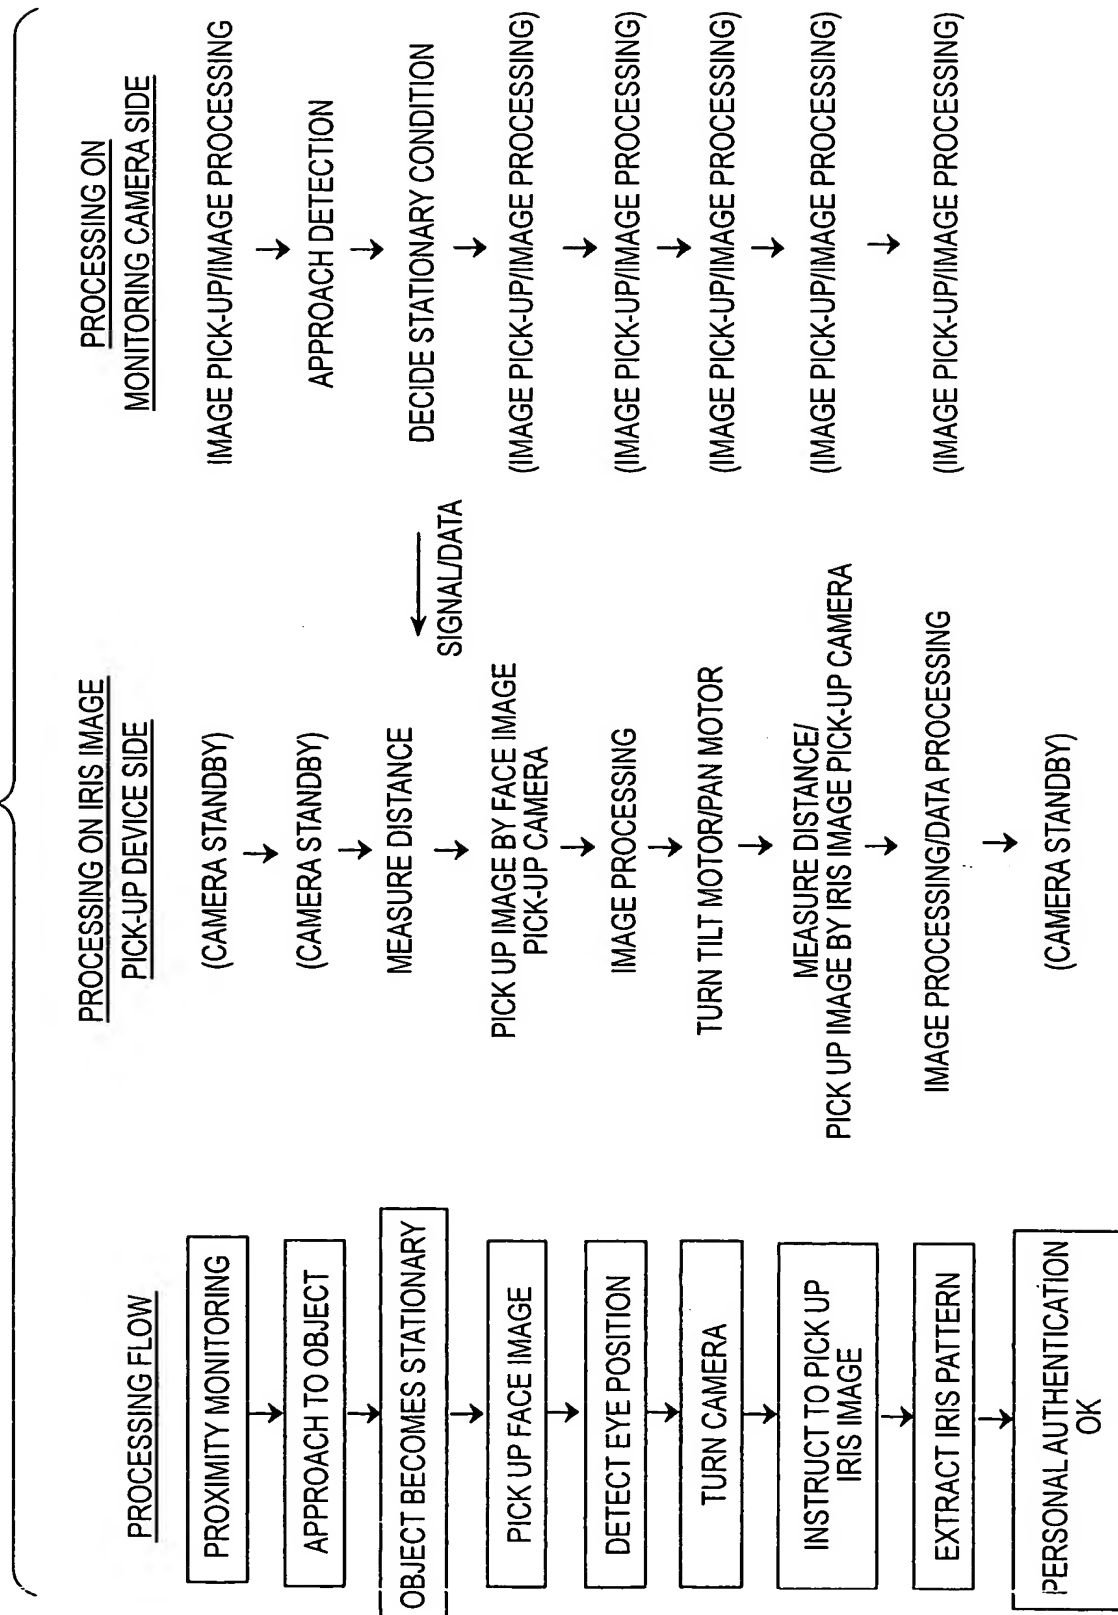 PROCESSING FLOW
PROXIMITY MONITORING
APPROACH TO OBJECT
OBJECT BECOMES STATIONARY
PICK UP FACE IMAGE
DETECT EYE POSITION
TURN CAMERA
INSTRUCT TO PICK UP
IRIS IMAGE
EXTRACT IRIS PATTERN
PERSONAL AUTHENTICATION
OK
PROCESSING ON IRIS IMAGE
PICK-UP DEVICE SIDE
(CAMERA STANDBY)
(CAMERA STANDBY)
MEASURE DISTANCE
PICK UP IMAGE BY FACE IMAGE
PICK-UP CAMERA
IMAGE PROCESSING
TURN TILT MOTOR/PAN MOTOR
MEASURE DISTANCE/
PICK UP IMAGE BY IRIS IMAGE PICK-UP CAMERA
IMAGE PROCESSING/DATA PROCESSING
(CAMERA STANDBY)
SIGNAL/DATA
PROCESSING ON
MONITORING CAMERA SIDE
IMAGE PICK-UP/IMAGE PROCESSING
APPROACH DETECTION
DECIDE STATIONARY CONDITION
(IMAGE PICK-UP/IMAGE PROCESSING)
(IMAGE PICK-UP/IMAGE PROCESSING)
(IMAGE PICK-UP/IMAGE PROCESSING)
(IMAGE PICK-UP/IMAGE PROCESSING)
(IMAGE PICK-UP/IMAGE PROCESSING)